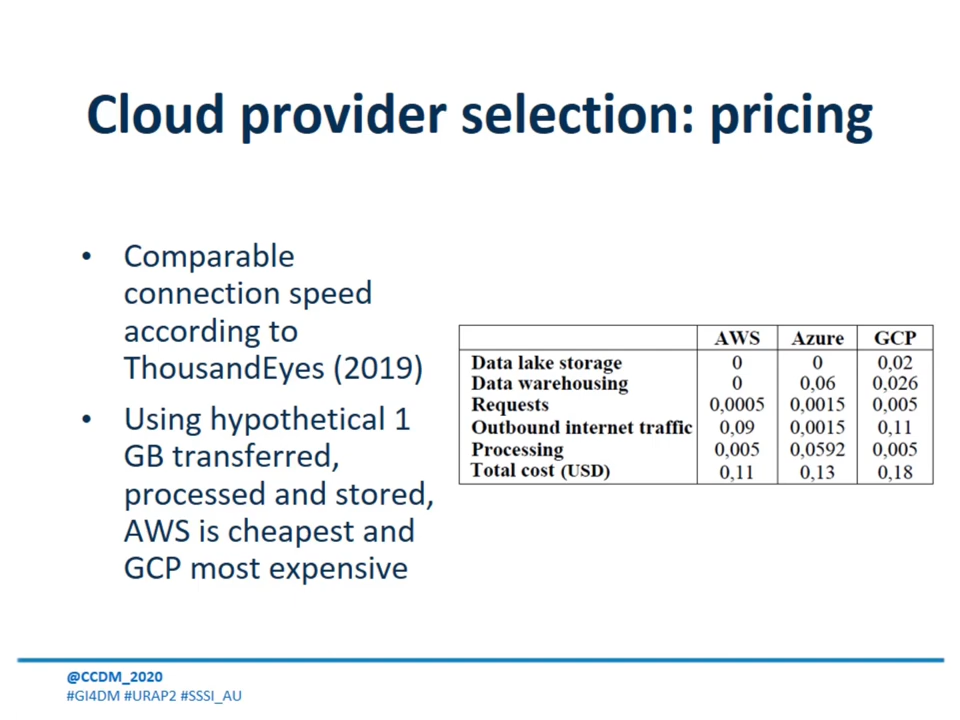 Cloud provider selection: pricing
• Comparable
connection speed
according to
ThousandEyes (2019)
• Using hypothetical 1
GB transferred,
processed and stored,
AWS is cheapest and
GCP most expensive
AWS Azure GCP
Data lake storage 0 0 0,02
Data warehousing 0 0,06 0,026
Requests 0,0005 0,0015 0,005
Outbound internet traffic 0,09 0,0015 0,11
Processing 0,005 0,0592 0,005
Total cost (USD) 0,11 0,13 0,18
@CCDM_2020
#GI4DM #URAP2 #SSSI_AU